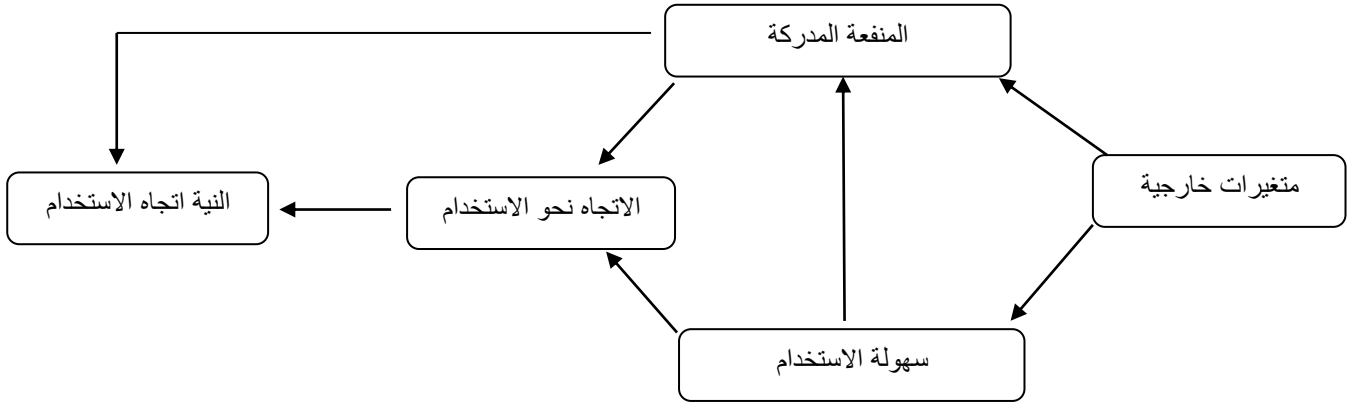 المنفعة المدركة
متغيرات خارجية
الاتجاه نحو الاستخدام
النية اتجاه الاستخدام
سهولة الاستخدام